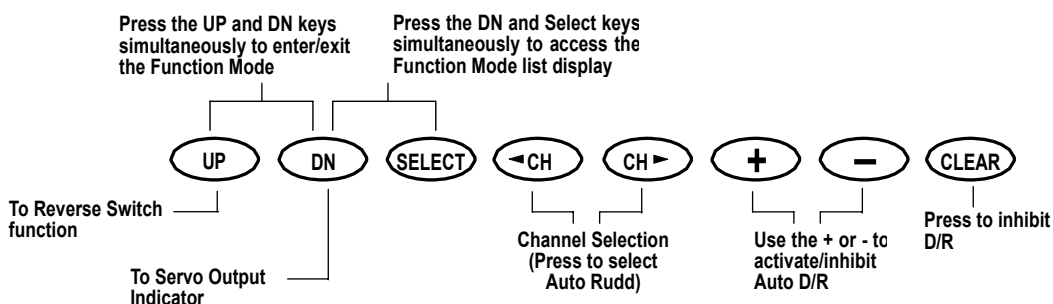 Press the UP and DN keys
simultaneously to enter/exit
the Function Mode
Press the DN and Select keys
simultaneously to access the
Function Mode list display
UP
DN
SELECT
◄CH
CH►
+
−
CLEAR
To Reverse Switch
function
To Servo Output
Indicator
Channel Selection
(Press to select
Auto Rudd)
Use the + or - to
activate/inhibit
Auto D/R
Press to inhibit
D/R